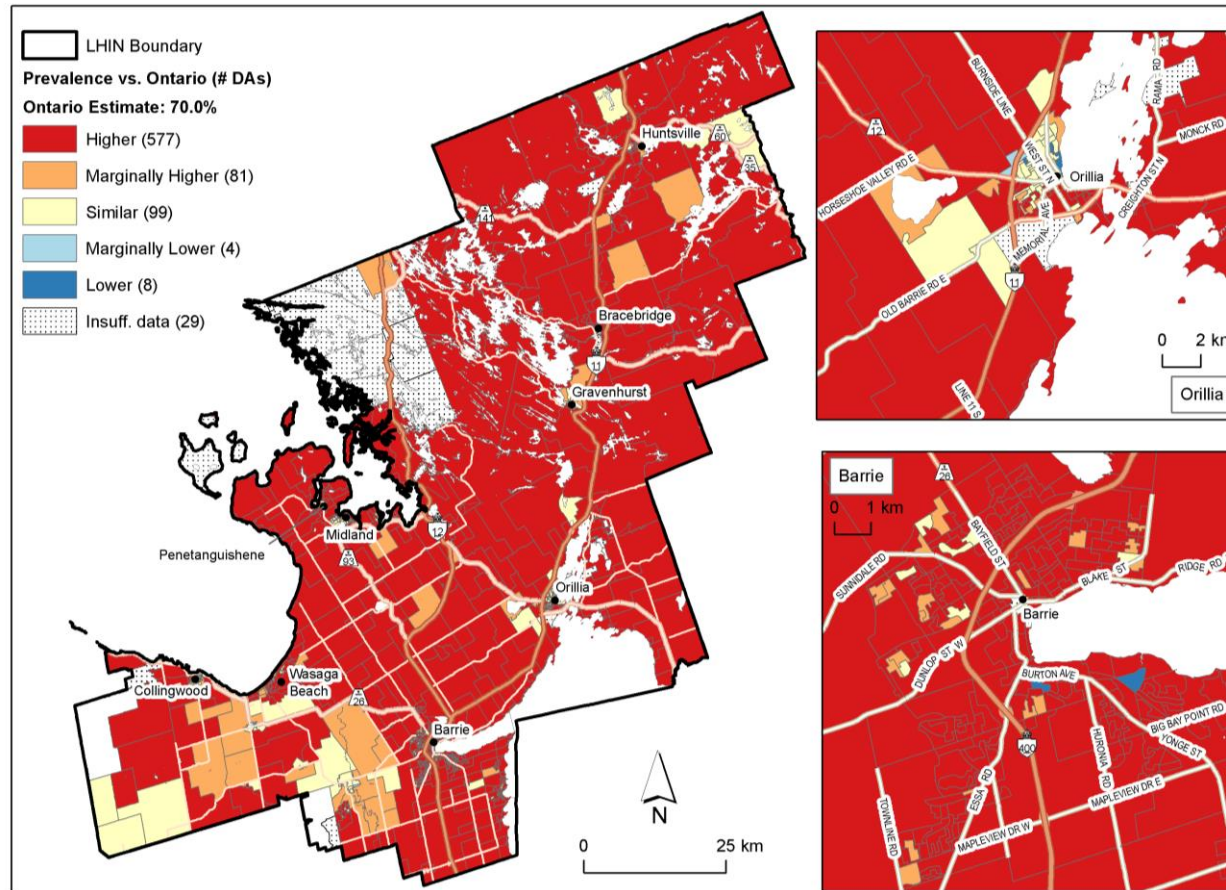 LHIN Boundary
Prevalence vs. Ontario (# DAs)
Ontario Estimate: 70.0%
Higher (577)
Marginally Higher (81)
Similar (99)
Marginally Lower (4)
Lower (8)
Insuff. data (29)
Huntsville
60
35
141
Bracebridge
11
Gravenhurst
12
Midland
Penetanguishene
93
Orillia
Collingwood
Wasaga
Beach
26
Barrie
N
0 25 km
BURNSIDE LINE
RAMA RD
12
MONCK RD
WEST ST N
Orillia
HORSESHOE VALLEY RD E
CREIGHTON ST N
MEMORIAL AVE
OLD BARRIE RD E
11
LINE 11 S
0 2 km
Orillia
Barrie
0 1 km
26
BAYFIELD ST
SUNNIDALE RD
BLAKE ST
RIDGE RD
Barrie
DUNLOP ST W
BURTON AVE
BIG BAY POINT RD
YONGE ST
400
HURONIA RD
ESSA RD
MAPLEVIEW DR E
TOWNLINE RD
MAPLEVIEW DR W